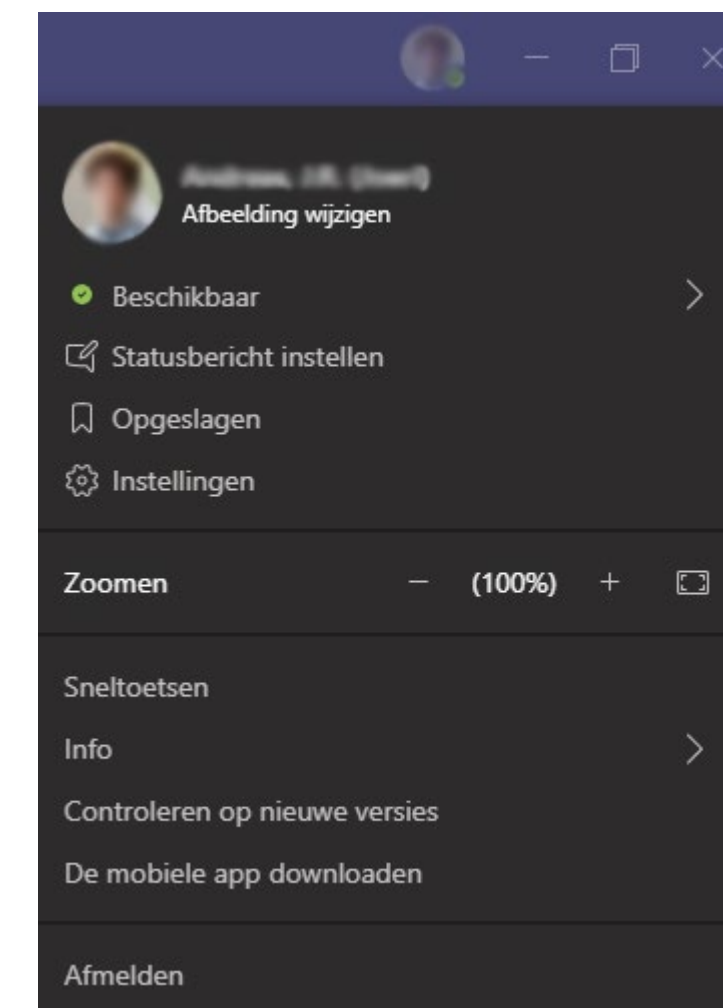 Afbeelding wijzigen
Beschikbaar
Statusbericht instellen
Opgeslagen
Instellingen
Zoomen (100%)
Sneltoetsen
Info
Controleren op nieuwe versies
De mobiele app downloaden
Afmelden